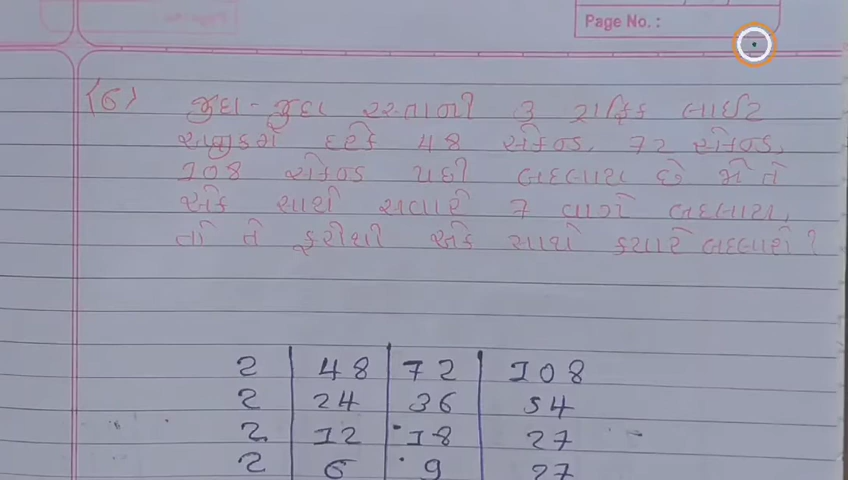 Page No. :
(6) જુદા - જુદા રસ્તાની 3 ટ્રાફિક લાઈટ
અનુક્રમે દરેક 48 સેકન્ડ, 72 સેકન્ડ,
108 સેકન્ડ પછી બદલાય છે જો તે
એક સાથે સવારે 7 વાગે બદલાય,
તો તે ફરીથી એક સાથે ક્યારે બદલાશે?
2 48 72 108
2 24 36 54
2 12 18 27
2 6 9 27